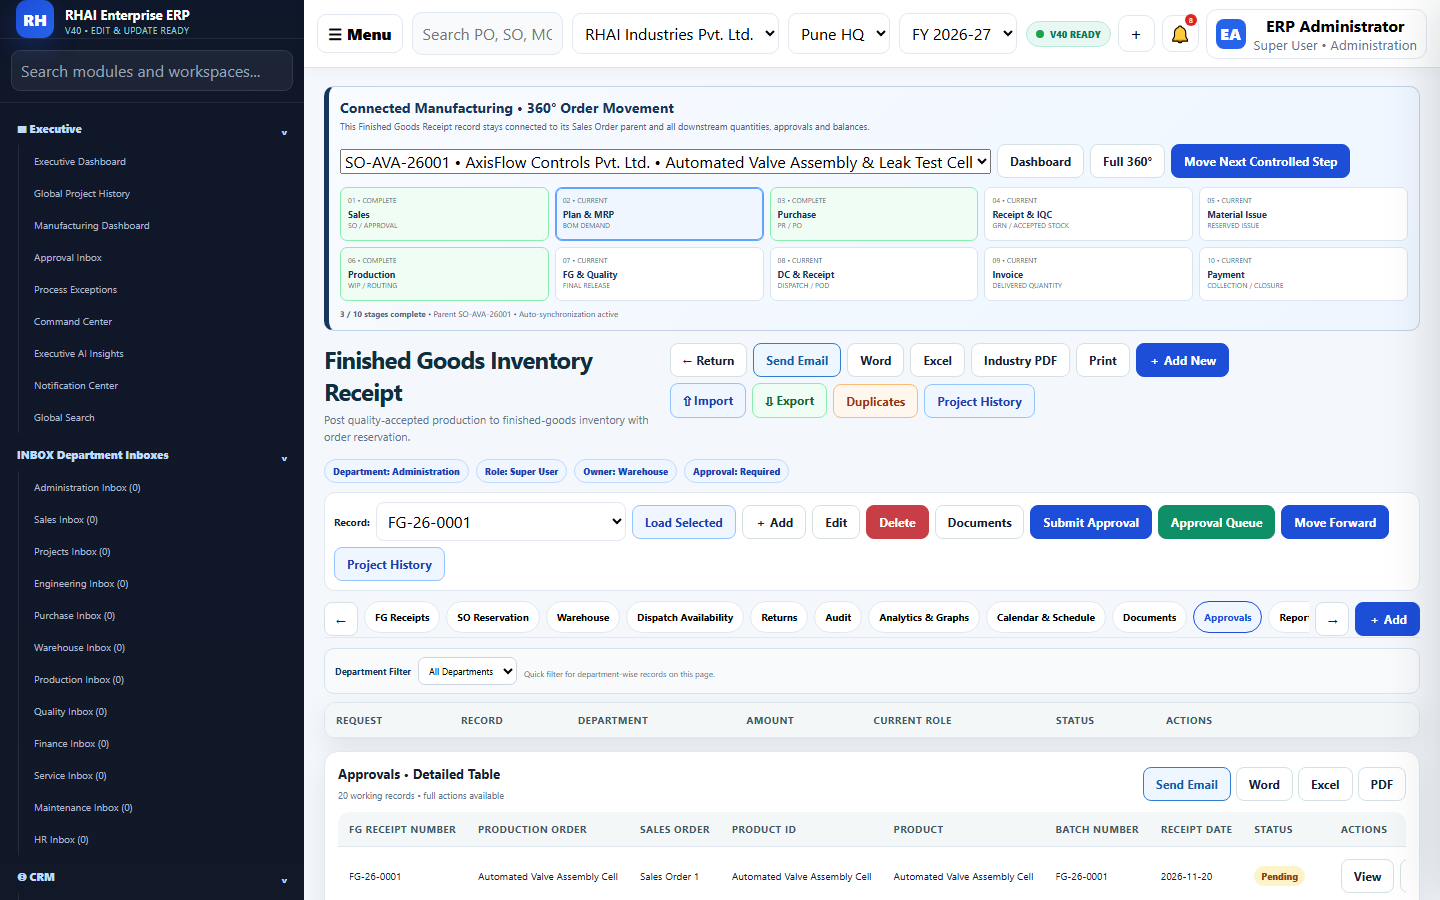 RH
RHAI Enterprise ERP
V40 • EDIT & UPDATE READY
Search modules and workspaces...
Executive
Executive Dashboard
Global Project History
Manufacturing Dashboard
Approval Inbox
Process Exceptions
Command Center
Executive AI Insights
Notification Center
Global Search
INBOX Department Inboxes
Administration Inbox (0)
Sales Inbox (0)
Projects Inbox (0)
Engineering Inbox (0)
Purchase Inbox (0)
Warehouse Inbox (0)
Production Inbox (0)
Quality Inbox (0)
Finance Inbox (0)
Service Inbox (0)
Maintenance Inbox (0)
HR Inbox (0)
CRM
☰ Menu
Search PO, SO, MC
RHAI Industries Pvt. Ltd.
Pune HQ
FY 2026-27
V40 READY
+
8
EA
ERP Administrator
Super User • Administration
Connected Manufacturing • 360° Order Movement
This Finished Goods Receipt record stays connected to its Sales Order parent and all downstream quantities, approvals and balances.
SO-AVA-26001 • AxisFlow Controls Pvt. Ltd. • Automated Valve Assembly & Leak Test Cell
Dashboard
Full 360°
Move Next Controlled Step
01 • COMPLETE
Sales
SO / APPROVAL
02 • CURRENT
Plan & MRP
BOM DEMAND
03 • COMPLETE
Purchase
PR / PO
04 • CURRENT
Receipt & IQC
GRN / ACCEPTED STOCK
05 • CURRENT
Material Issue
RESERVED ISSUE
06 • COMPLETE
Production
WIP / ROUTING
07 • CURRENT
FG & Quality
FINAL RELEASE
08 • CURRENT
DC & Receipt
DISPATCH / POD
09 • CURRENT
Invoice
DELIVERED QUANTITY
10 • CURRENT
Payment
COLLECTION / CLOSURE
3 / 10 stages complete • Parent SO-AVA-26001 • Auto-synchronization active
Finished Goods Inventory
Receipt
Post quality-accepted production to finished-goods inventory with
order reservation.
← Return
Send Email
Word
Excel
Industry PDF
Print
+ Add New
⇧ Import
⇩ Export
Duplicates
Project History
Department: Administration
Role: Super User
Owner: Warehouse
Approval: Required
Record:
FG-26-0001
Load Selected
+ Add
Edit
Delete
Documents
Submit Approval
Approval Queue
Move Forward
Project History
←
FG Receipts
SO Reservation
Warehouse
Dispatch Availability
Returns
Audit
Analytics & Graphs
Calendar & Schedule
Documents
Approvals
Repor
→
+ Add
Department Filter
All Departments
Quick filter for department-wise records on this page.
REQUEST
RECORD
DEPARTMENT
AMOUNT
CURRENT ROLE
STATUS
ACTIONS
Approvals • Detailed Table
20 working records • full actions available
Send Email
Word
Excel
PDF
FG RECEIPT NUMBER
PRODUCTION ORDER
SALES ORDER
PRODUCT ID
PRODUCT
BATCH NUMBER
RECEIPT DATE
STATUS
ACTIONS
FG-26-0001
Automated Valve Assembly Cell
Sales Order 1
Automated Valve Assembly Cell
Automated Valve Assembly Cell
FG-26-0001
2026-11-20
Pending
View